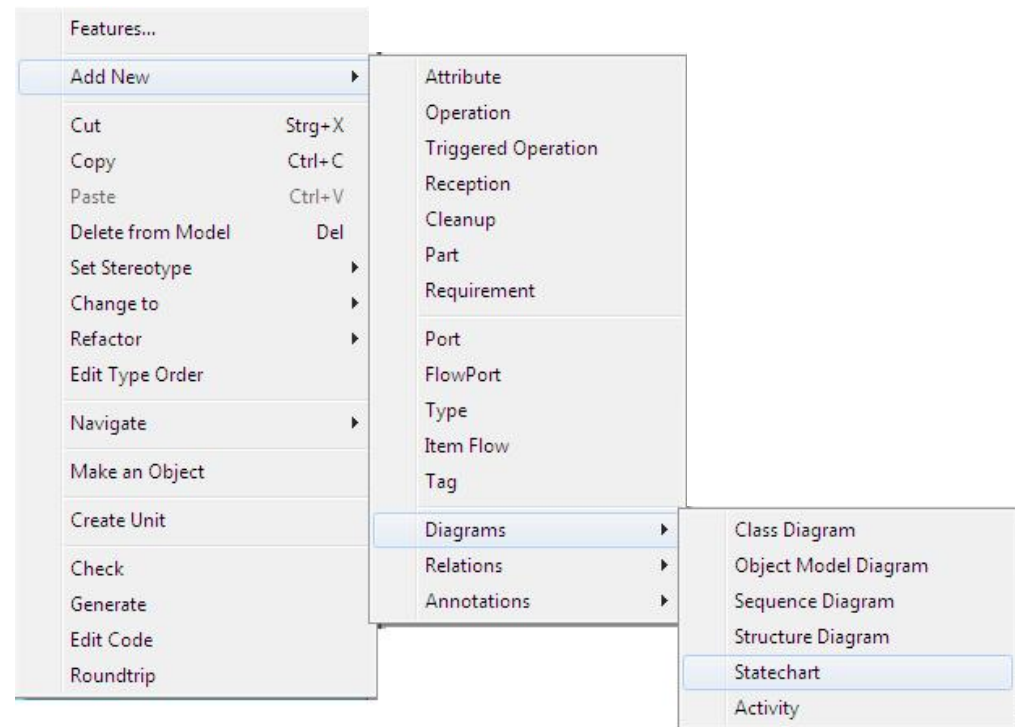 Features...
Add New
Cut Strg+X
Copy Ctrl+C
Paste Ctrl+V
Delete from Model Del
Set Stereotype
Change to
Refactor
Edit Type Order
Navigate
Make an Object
Create Unit
Check
Generate
Edit Code
Roundtrip
Attribute
Operation
Triggered Operation
Reception
Cleanup
Part
Requirement
Port
FlowPort
Type
Item Flow
Tag
Diagrams
Relations
Annotations
Class Diagram
Object Model Diagram
Sequence Diagram
Structure Diagram
Statechart
Activity